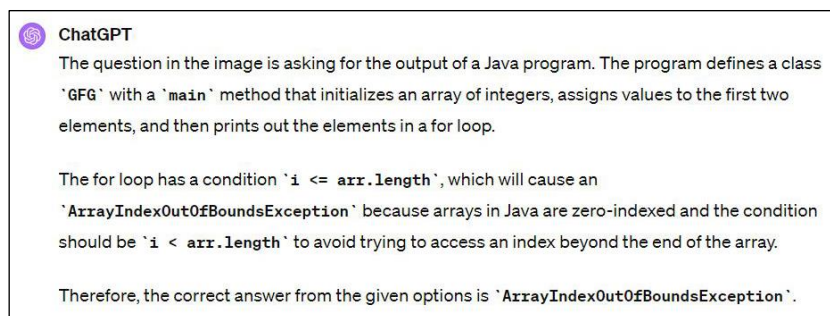 ChatGPT
The question in the image is asking for the output of a Java program. The program defines a class
`GFG` with a `main` method that initializes an array of integers, assigns values to the first two
elements, and then prints out the elements in a for loop.
The for loop has a condition `i <= arr.length`, which will cause an
`ArrayIndexOutOfBoundsException` because arrays in Java are zero-indexed and the condition
should be `i < arr.length` to avoid trying to access an index beyond the end of the array.
Therefore, the correct answer from the given options is `ArrayIndexOutOfBoundsException`.